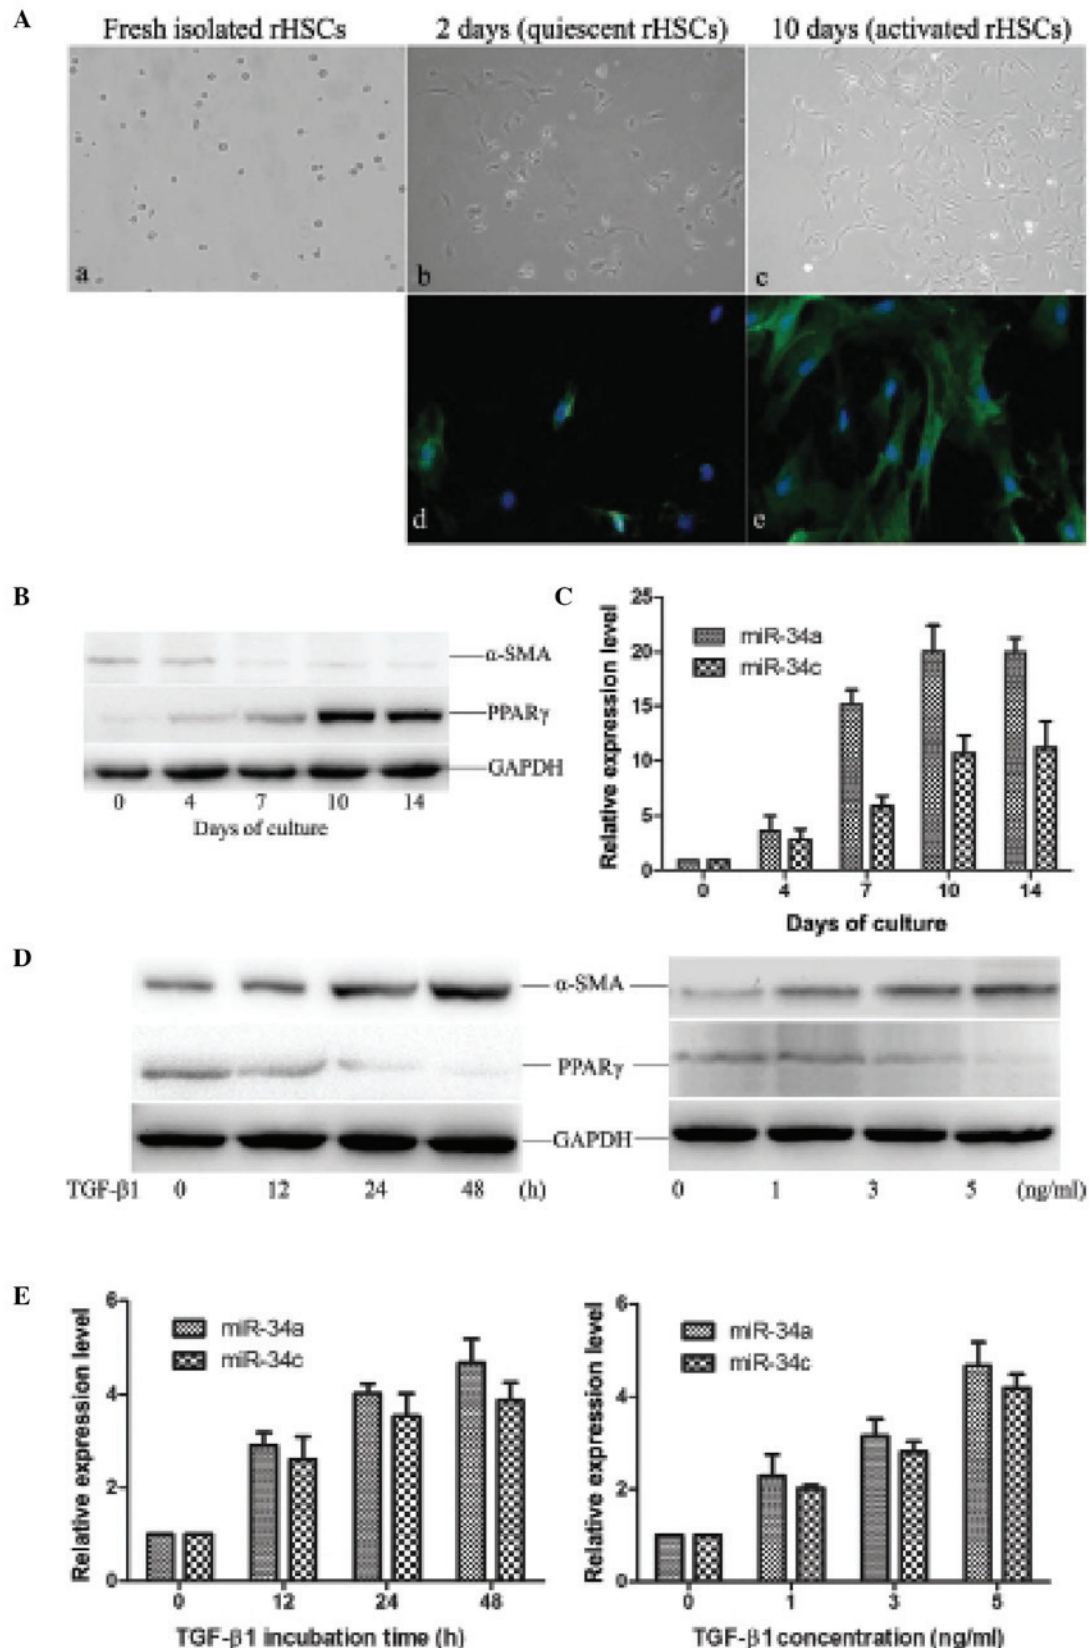 A
Fresh isolated rHSCs
2 days (quiescent rHSCs)
10 days (activated rHSCs)
a
b
c
d
e
B
α-SMA
PPARγ
GAPDH
0 4 7 10 14
Days of culture
C
Relative expression level
25
20
15
10
5
0
miR-34a
miR-34c
0 4 7 10 14
Days of culture
D
α-SMA
PPARγ
GAPDH
TGF-β1 0 12 24 48 (h)
0 1 3 5 (ng/ml)
E
Relative expression level
6
4
2
0
miR-34a
miR-34c
0 12 24 48
TGF-β1 incubation time (h)
Relative expression level
6
4
2
0
miR-34a
miR-34c
0 1 3 5
TGF-β1 concentration (ng/ml)